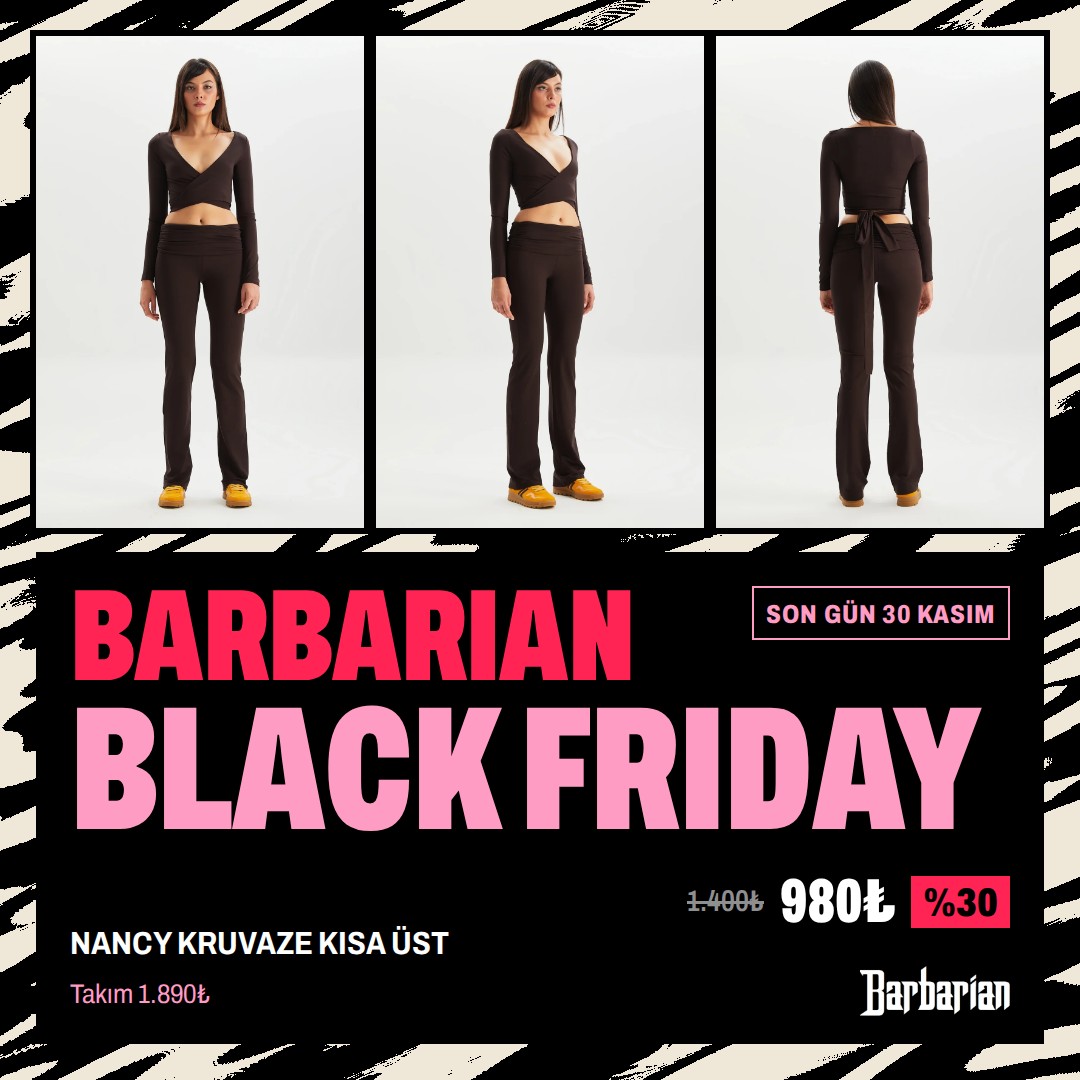 BARBARIAN
SON GÜN 30 KASIM
BLACK FRIDAY
1.400₺ 980₺ %30
NANCY KRUVAZE KISA ÜST
Takım 1.890₺
Barbarian